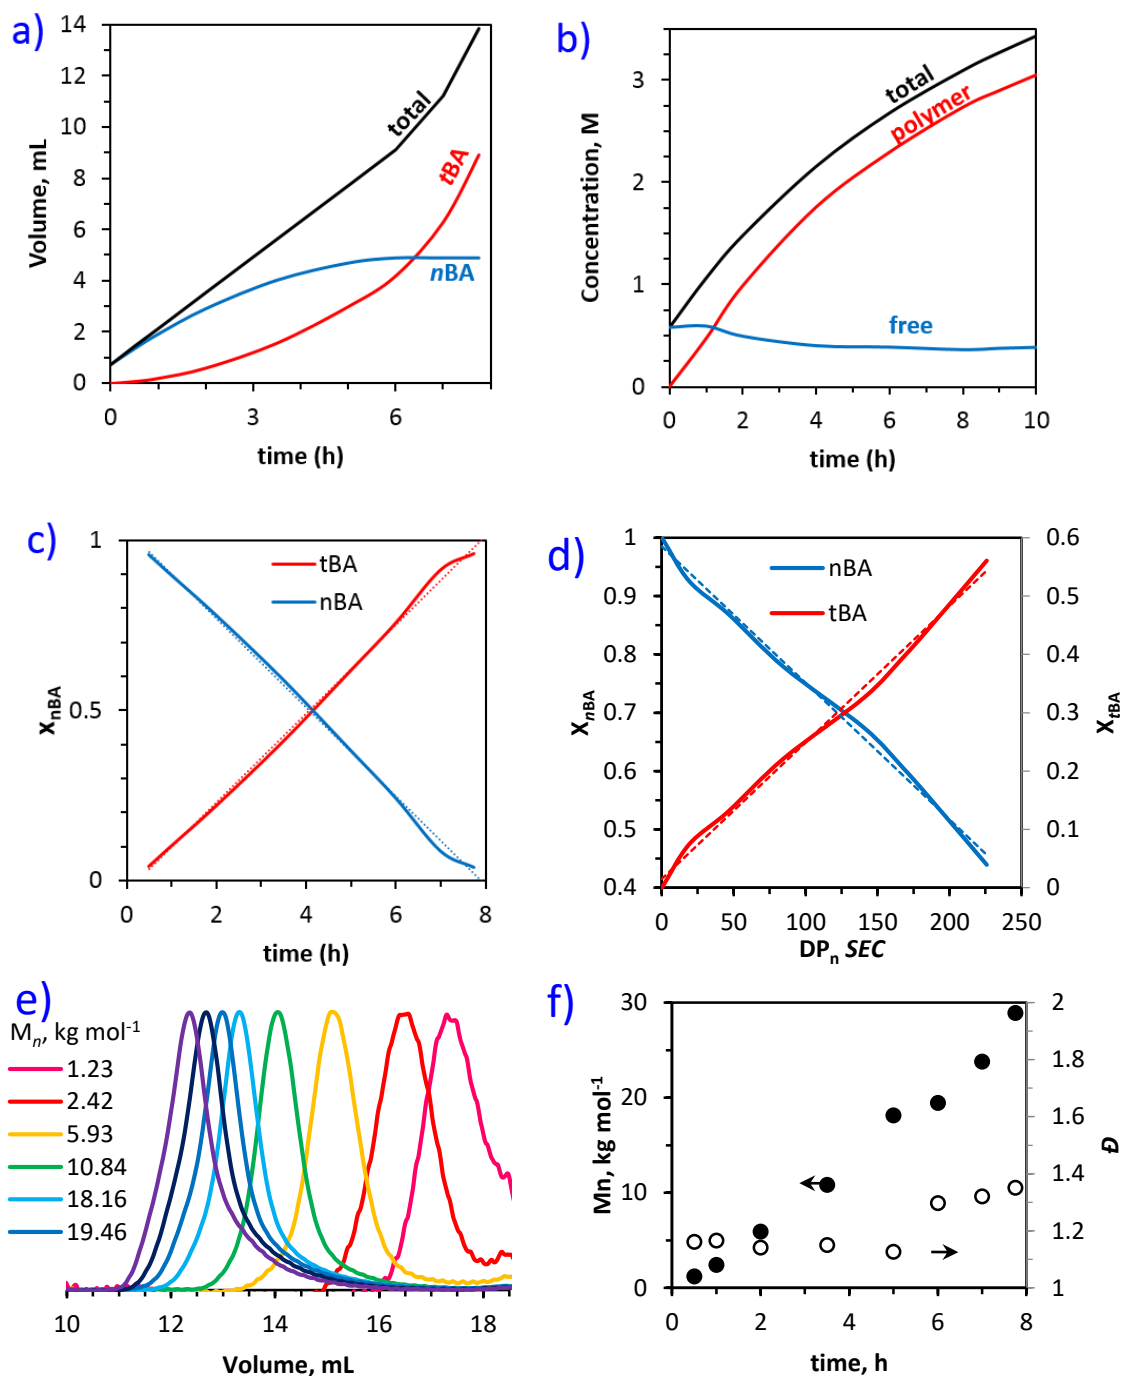 a)
14
12
10
8
6
4
2
0
Volume, mL
total
tBA
nBA
0
3
6
time (h)
b)
3
2
1
0
Concentration, M
total
polymer
free
0
2
4
6
8
10
time (h)
c)
1
0.5
0
XnBA
tBA
nBA
0
2
4
6
8
time (h)
d)
1
0.9
0.8
0.7
0.6
0.5
0.4
XnBA
nBA
tBA
0.6
0.5
0.4
0.3
0.2
0.1
0
XtBA
0
50
100
150
200
250
DPn SEC
e)
Mn, kg mol-1
1.23
2.42
5.93
10.84
18.16
19.46
10
12
14
16
18
Volume, mL
f)
30
20
10
0
Mn, kg mol-1
2
1.8
1.6
1.4
1.2
1
Đ
0
2
4
6
8
time, h